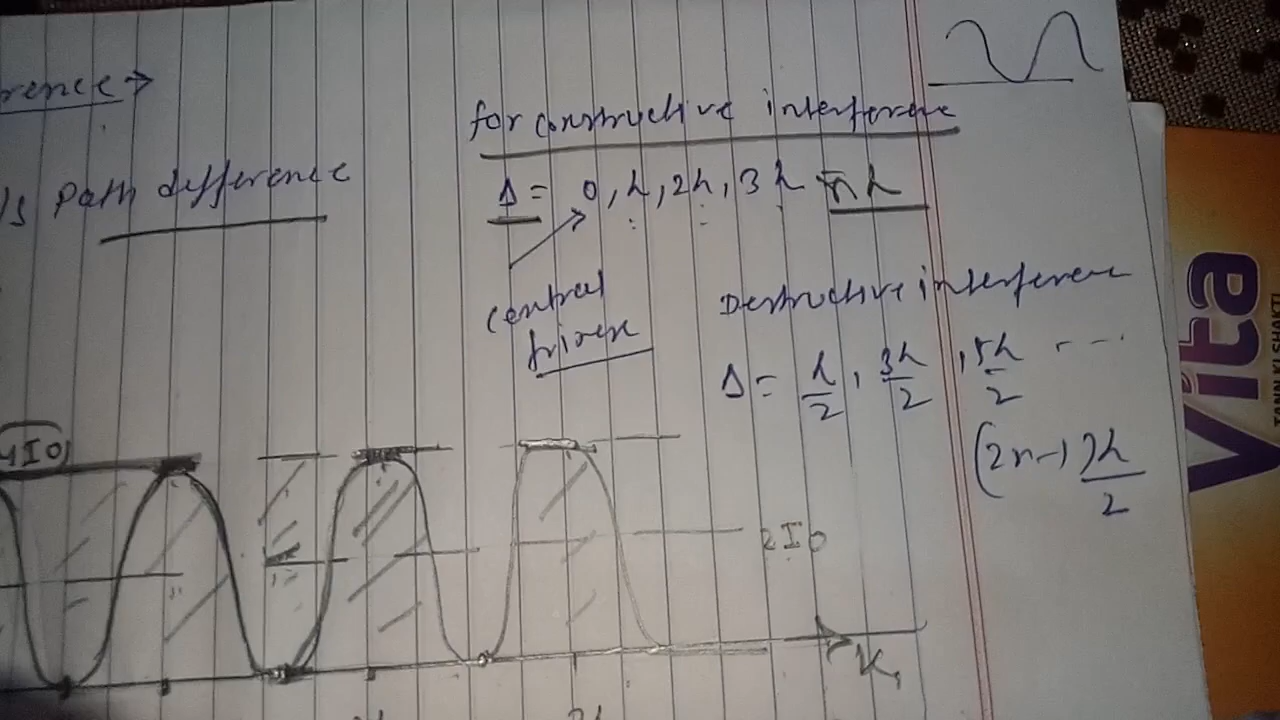 rence →
for constructive interference
/s Path difference
Δ = 0, λ, 2λ, 3λ nλ
central
fringe
Destructive interference
Δ = λ/2, 3λ/2, 5λ/2 ----
(2n-1)λ/2
4I0
2I0
Vita